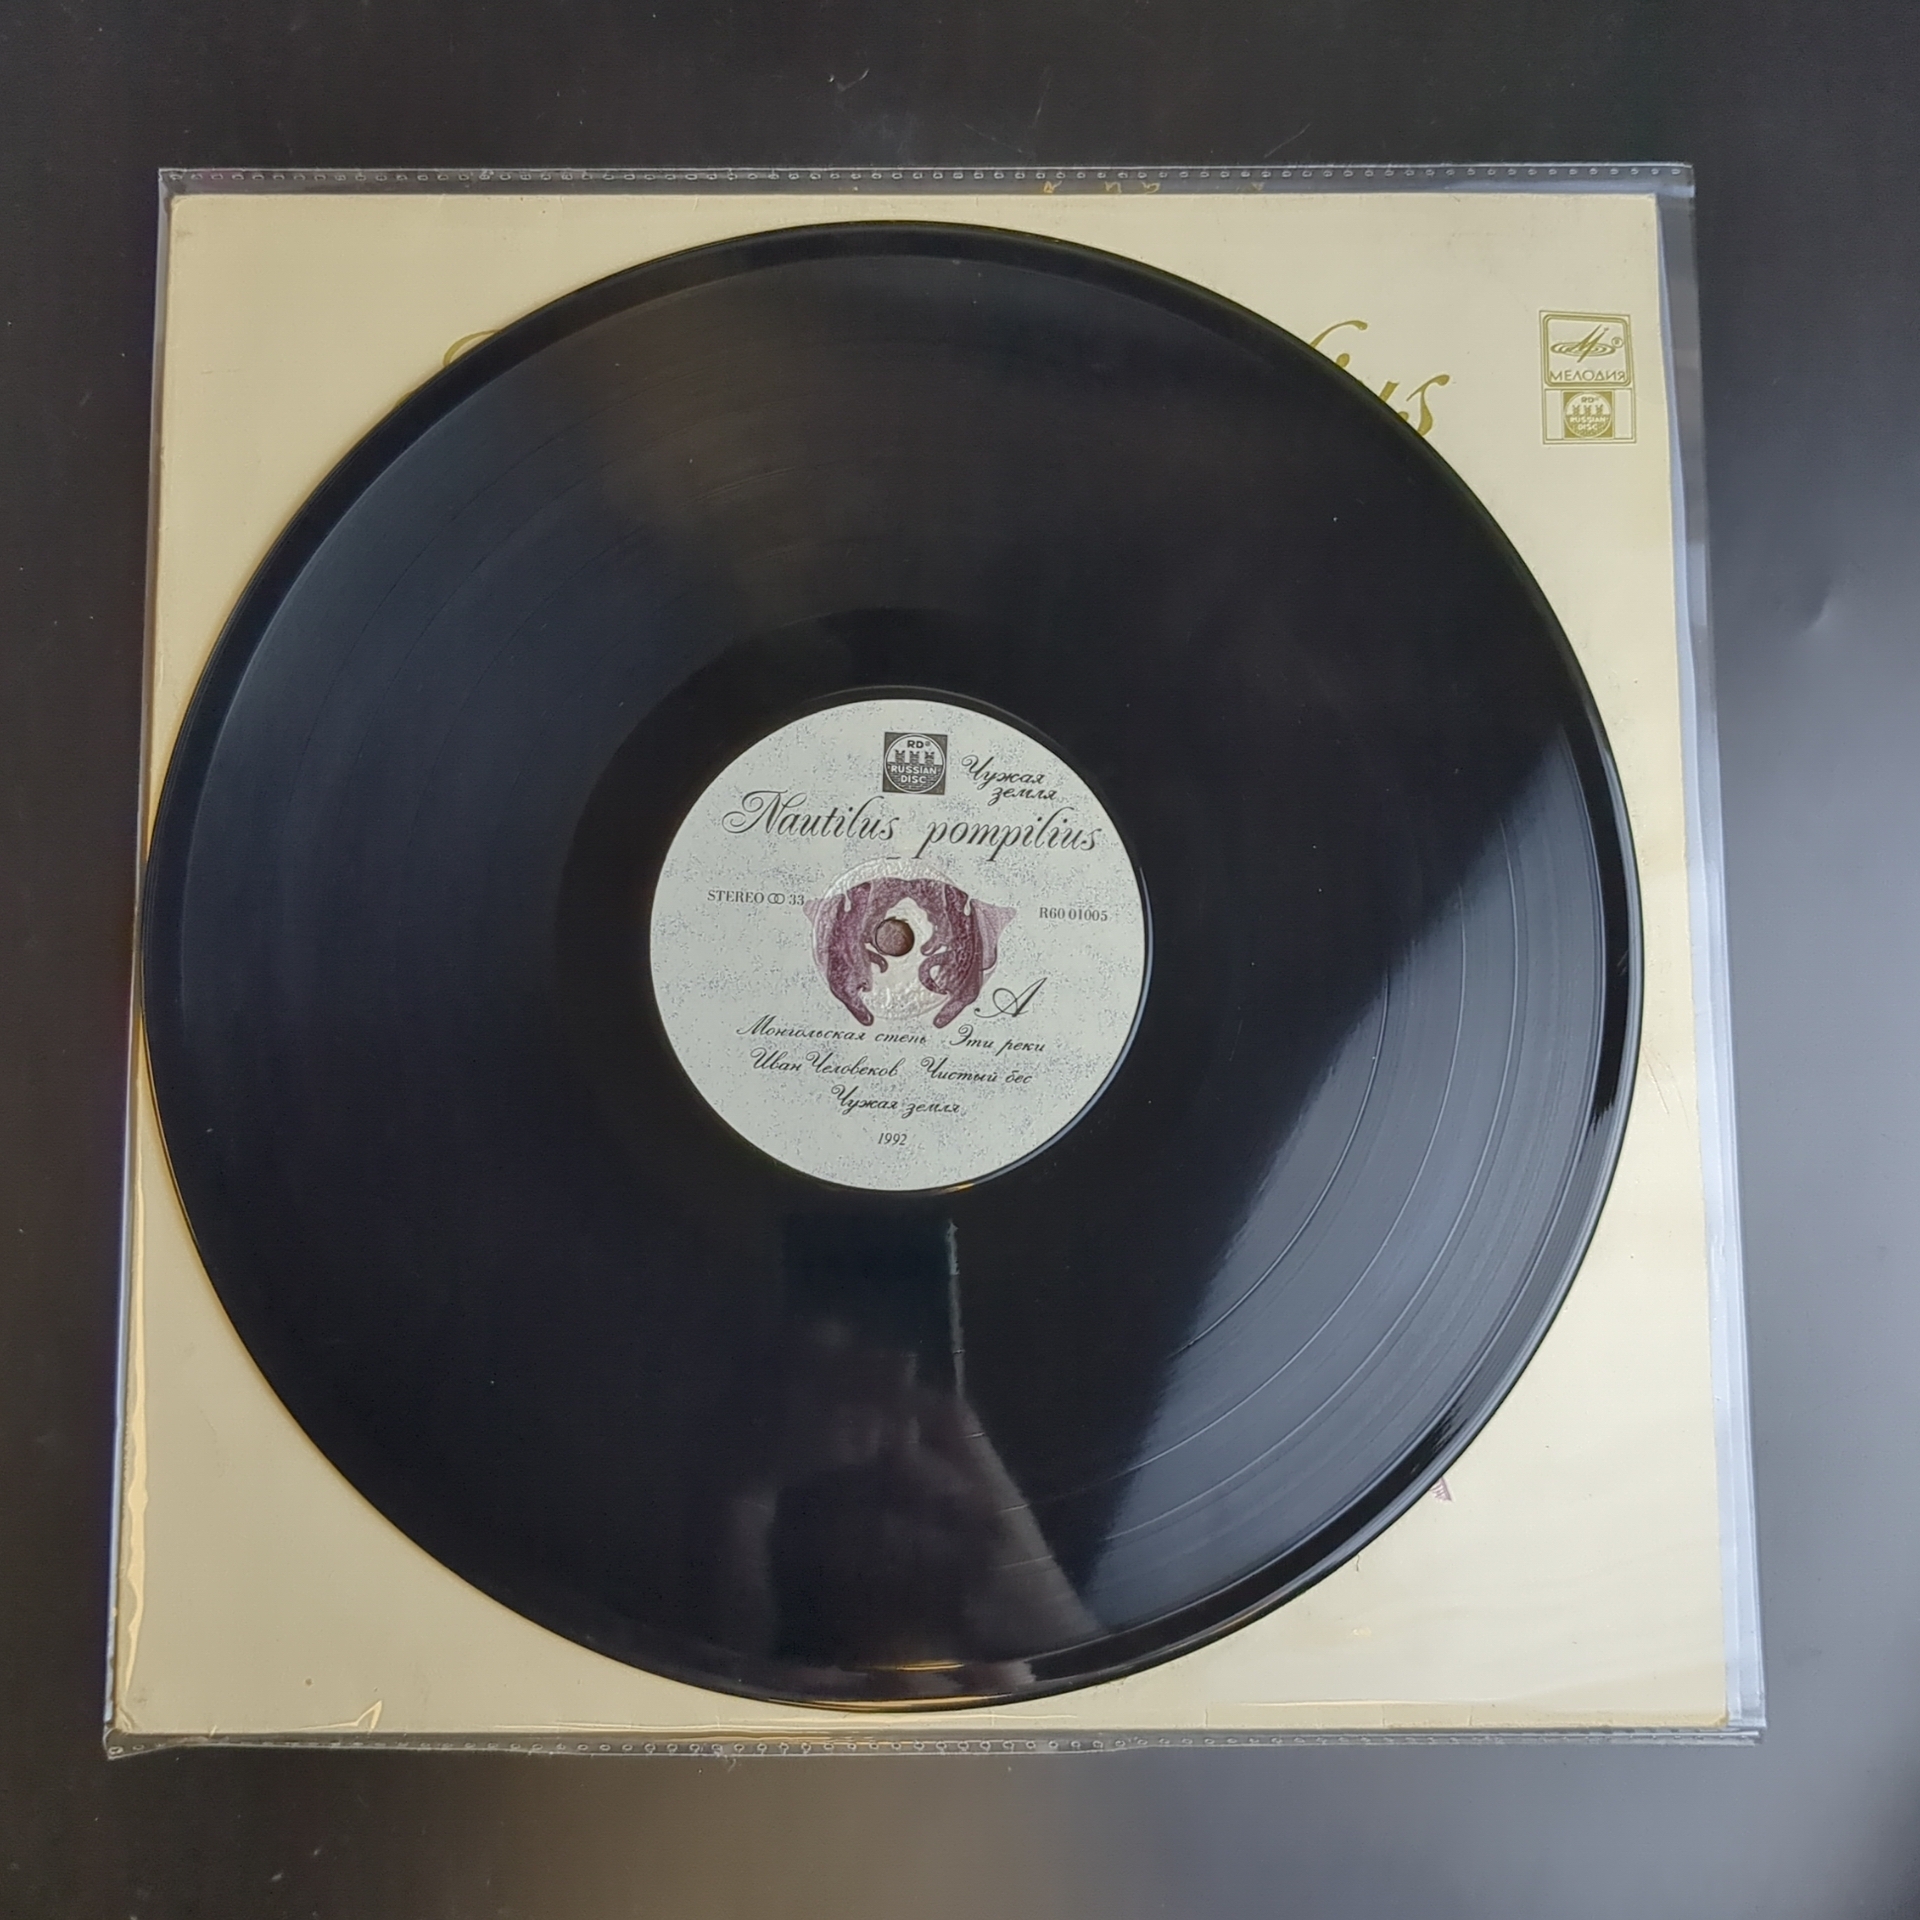 МЕЛОДИЯ
RD®
RUSSIAN
DISC
RD®
RUSSIAN
DISC
Чужая
земля
Nautilus pompilius
STEREO 33
R60 01005
A
Монгольская степь Эти реки
Иван Человеков Чистый бес
Чужая земля
1992